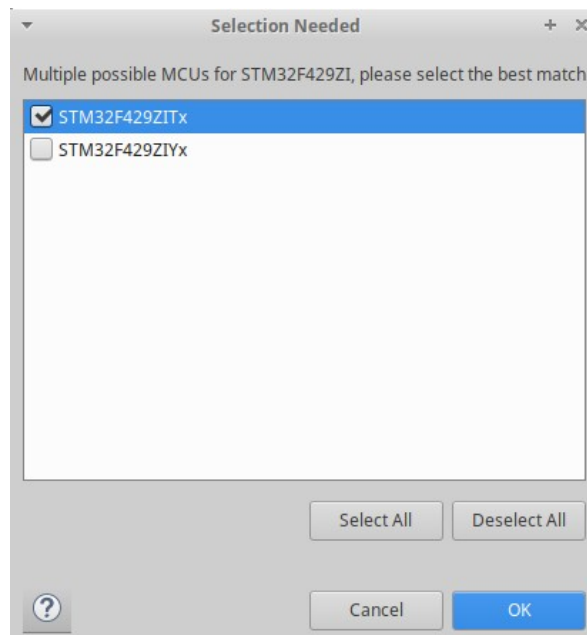 Selection Needed
Multiple possible MCUs for STM32F429ZI, please select the best match
STM32F429ZITx
STM32F429ZIYx
Select All Deselect All
? Cancel OK